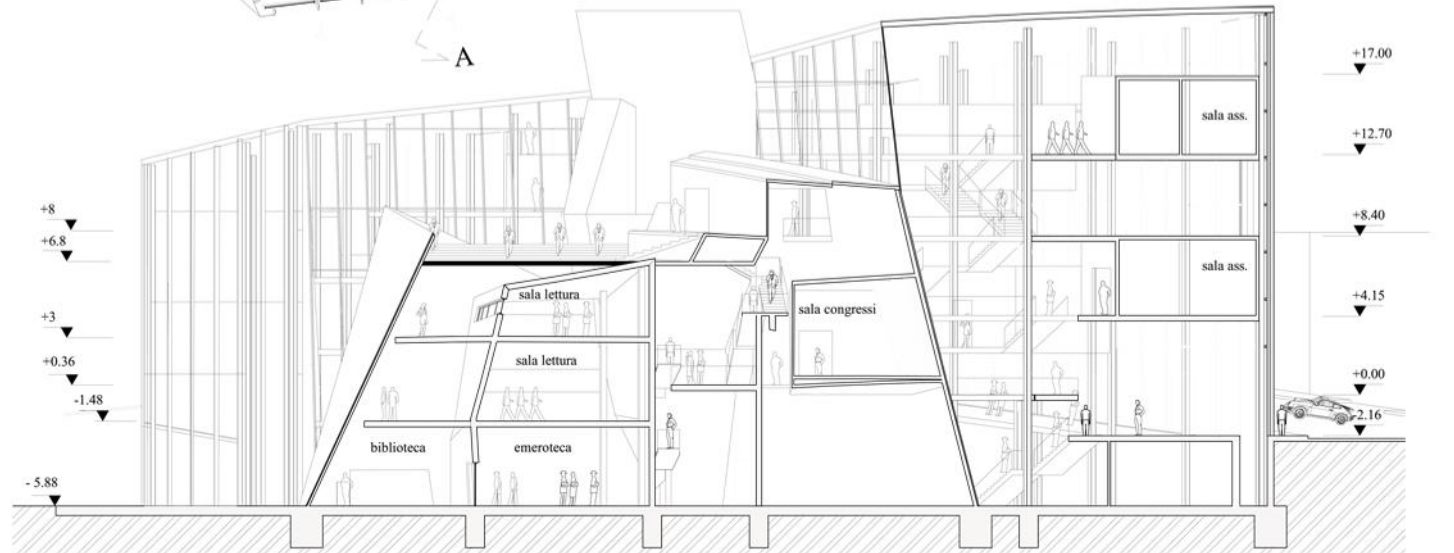 A
+17.00
sala ass.
+12.70
+8
+8.40
+6.8
sala ass.
sala lettura
+4.15
sala congressi
+3
sala lettura
+0.36
+0.00
-1.48
2.16
biblioteca
emeroteca
- 5.88